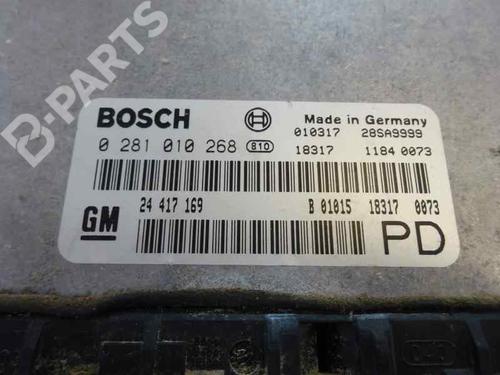 B-PARTS
BOSCH Made in Germany
010317 28SA9999
0 281 010 268 810 18317 1184 0073
24 417 169 B 01015 18317 0073
GM PD